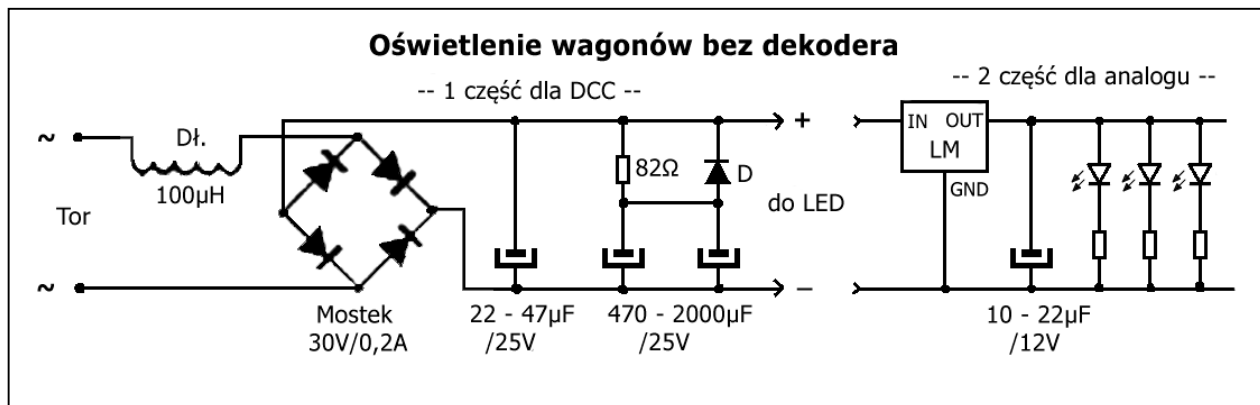 Oświetlenie wagonów bez dekodera
-- 1 część dla DCC --
-- 2 część dla analogu --
~
Dł.
100µH
Tor
~
Mostek
30V/0,2A
22 - 47µF
/25V
82Ω
D
470 - 2000µF
/25V
+
do LED
–
IN OUT
LM
GND
10 - 22µF
/12V